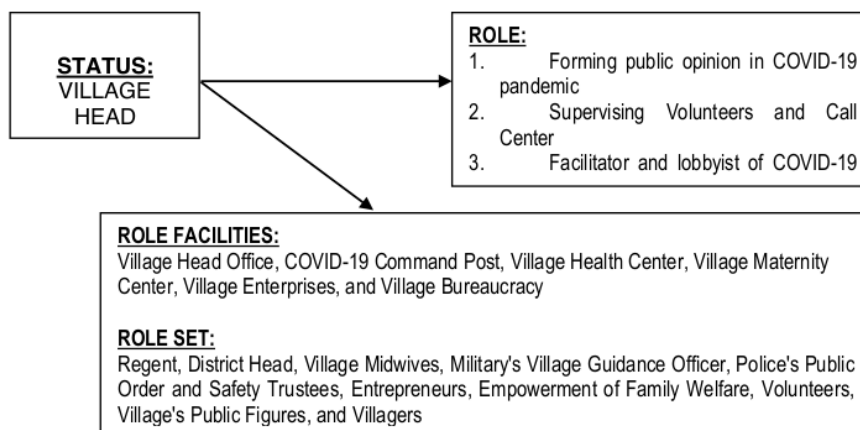 STATUS:
VILLAGE
HEAD
ROLE:
1. Forming public opinion in COVID-19
pandemic
2. Supervising Volunteers and Call
Center
3. Facilitator and lobbyist of COVID-19
ROLE FACILITIES:
Village Head Office, COVID-19 Command Post, Village Health Center, Village Maternity
Center, Village Enterprises, and Village Bureaucracy
ROLE SET:
Regent, District Head, Village Midwives, Military's Village Guidance Officer, Police's Public
Order and Safety Trustees, Entrepreneurs, Empowerment of Family Welfare, Volunteers,
Village's Public Figures, and Villagers